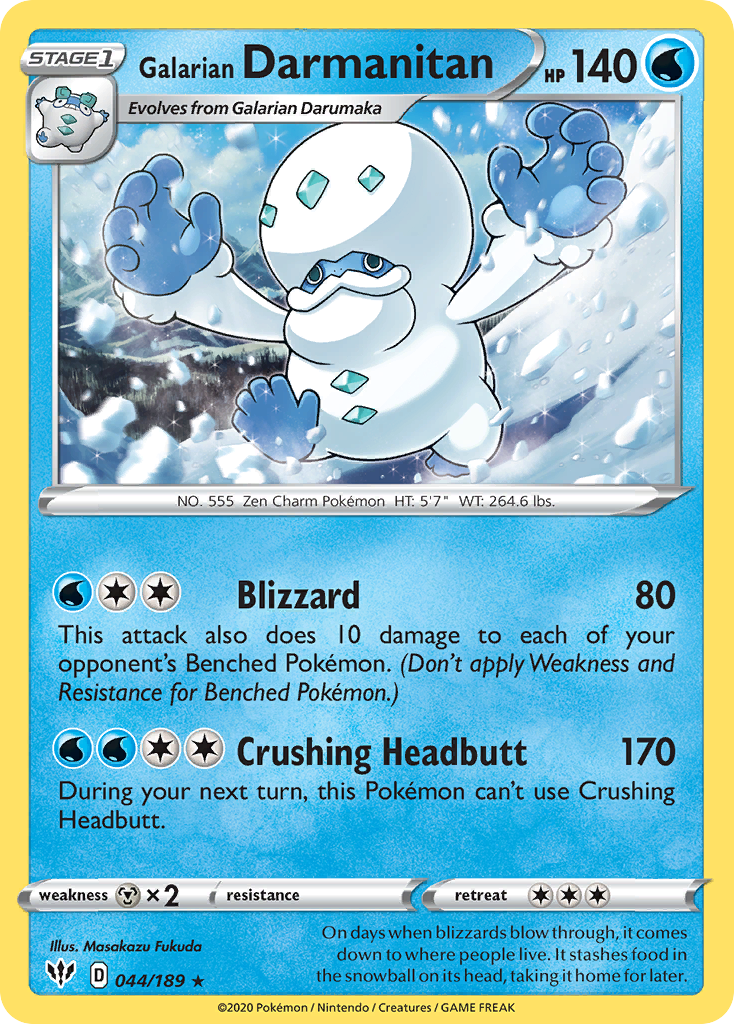 STAGE 1
Galarian Darmanitan
HP 140
Evolves from Galarian Darumaka
NO. 555 Zen Charm Pokémon HT: 5'7" WT: 264.6 lbs.
Blizzard 80
This attack also does 10 damage to each of your
opponent's Benched Pokémon. (Don't apply Weakness and
Resistance for Benched Pokémon.)
Crushing Headbutt 170
During your next turn, this Pokémon can't use Crushing
Headbutt.
weakness ×2 resistance retreat
Illus. Masakazu Fukuda
D 044/189 ★
On days when blizzards blow through, it comes
down to where people live. It stashes food in
the snowball on its head, taking it home for later.
©2020 Pokémon / Nintendo / Creatures / GAME FREAK